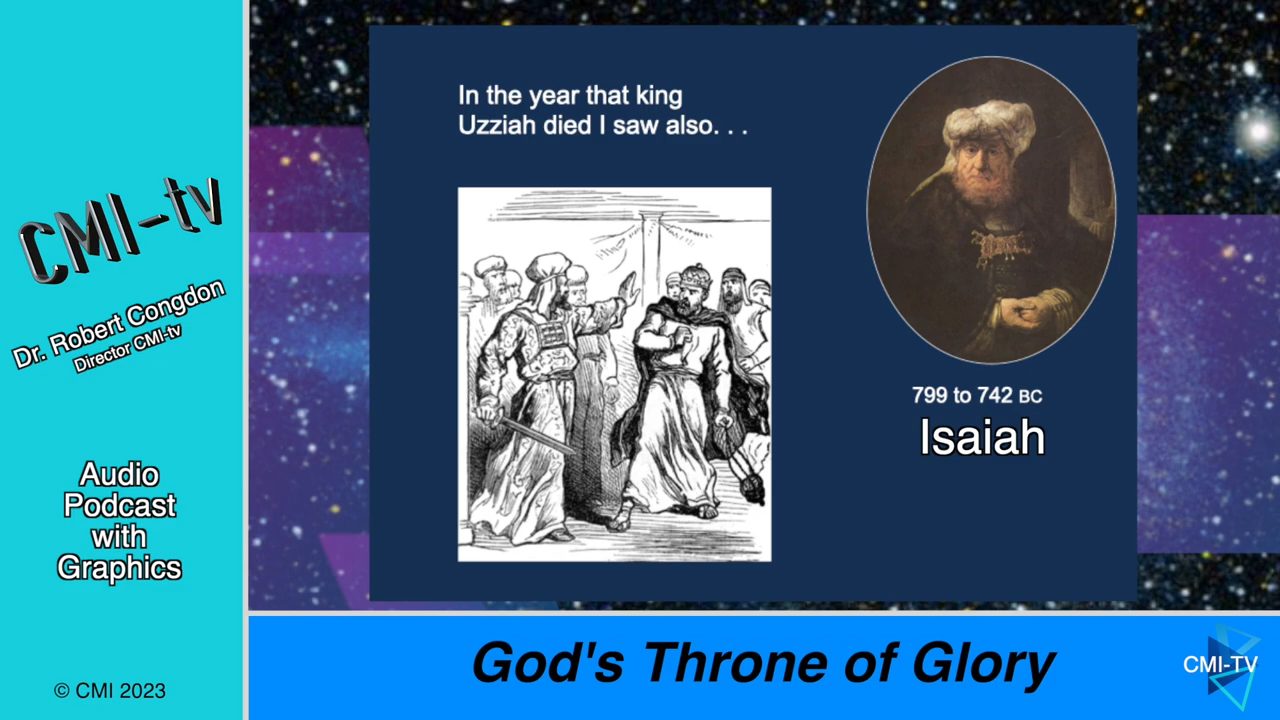 CMI-tv
Dr. Robert Congdon
Director CMI-tv
Audio
Podcast
with
Graphics
© CMI 2023
In the year that king
Uzziah died I saw also. . .
799 to 742 BC
Isaiah
God's Throne of Glory
CMI-TV